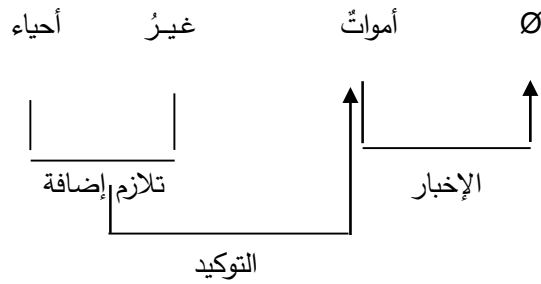 Ø أمواتٌ غيـرُ أحياء
الإخبار تلازم إضافة
التوكيد